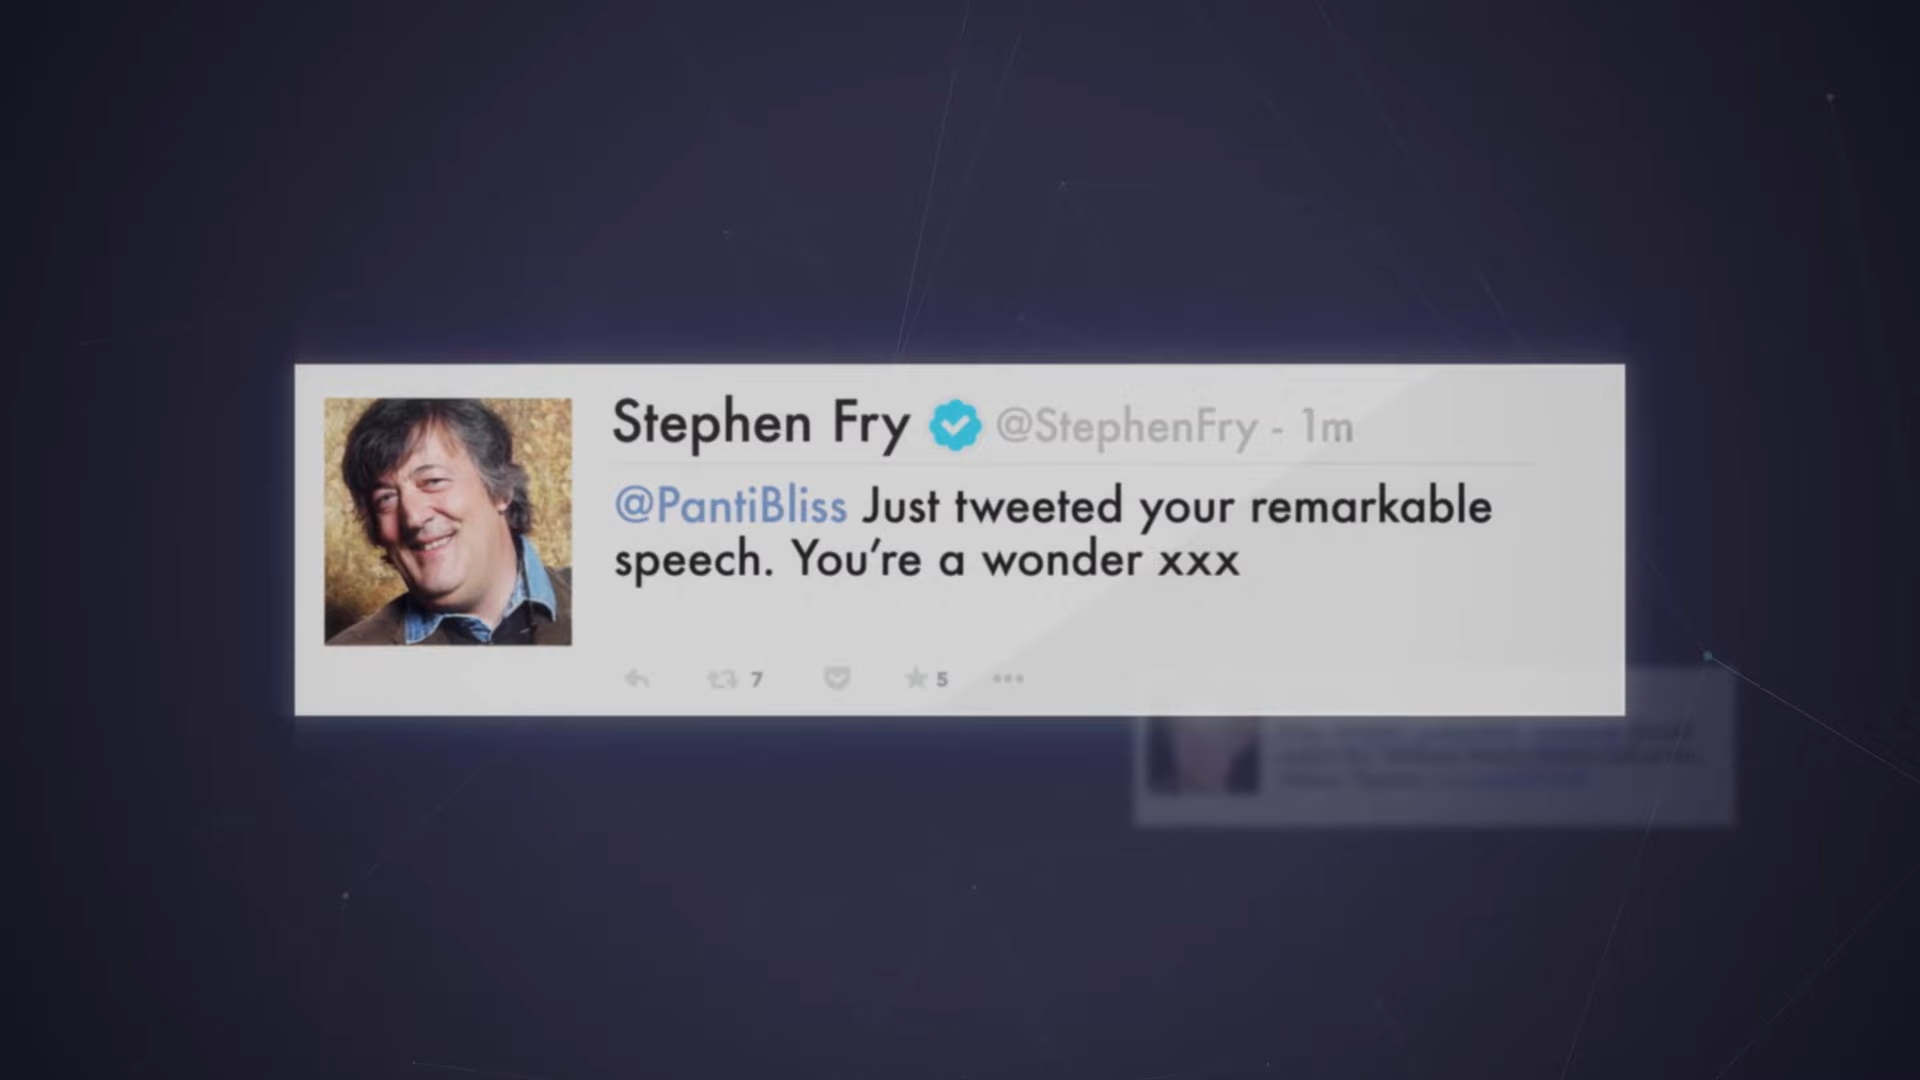 Stephen Fry @StephenFry - 1m
@PantiBliss Just tweeted your remarkable
speech. You're a wonder xxx
7 5